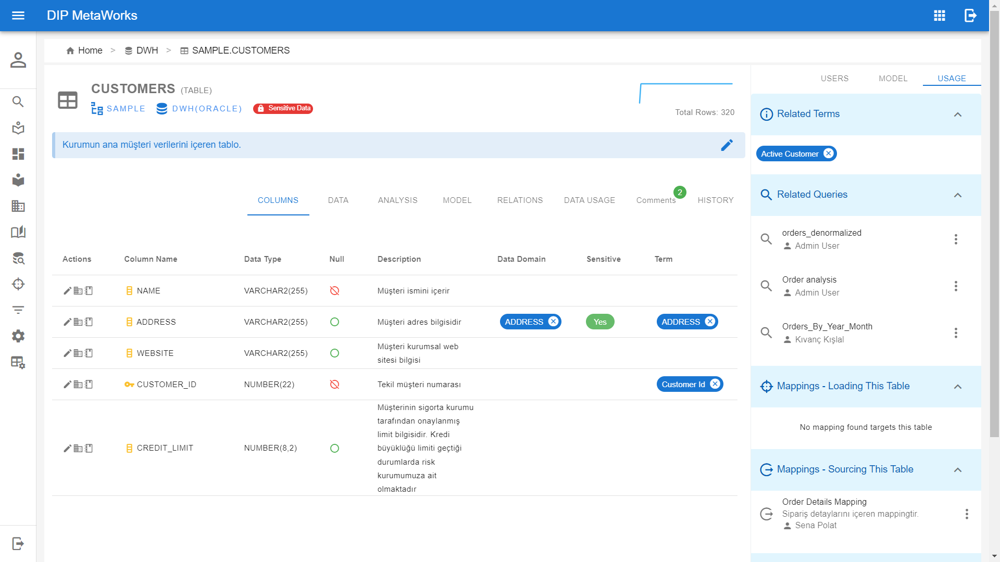 DIP MetaWorks
Home > DWH > SAMPLE.CUSTOMERS
CUSTOMERS (TABLE)
SAMPLE DWH(ORACLE) Sensitive Data
Total Rows: 320
Kurumun ana müşteri verilerini içeren tablo.
COLUMNS DATA ANALYSIS MODEL RELATIONS DATA USAGE Comments 2 HISTORY
Actions Column Name Data Type Null Description Data Domain Sensitive Term
NAME VARCHAR2(255) Müşteri ismini içerir
ADDRESS VARCHAR2(255) Müşteri adres bilgisidir ADDRESS Yes ADDRESS
WEBSITE VARCHAR2(255) Müşteri kurumsal web
sitesi bilgisi
CUSTOMER_ID NUMBER(22) Tekil müşteri numarası Customer Id
CREDIT_LIMIT NUMBER(8,2) Müşterinin sigorta kurumu
tarafından onaylanmış
limit bilgisidir. Kredi
büyüklüğü limiti geçtiği
durumlarda risk
kurumumuza ait
olmaktadır
USERS MODEL USAGE
Related Terms
Active Customer
Related Queries
orders_denormalized
Admin User
Order analysis
Admin User
Orders_By_Year_Month
Kıvanç Kışlal
Mappings - Loading This Table
No mapping found targets this table
Mappings - Sourcing This Table
Order Details Mapping
Sipariş detaylarını içeren mappingtir.
Sena Polat